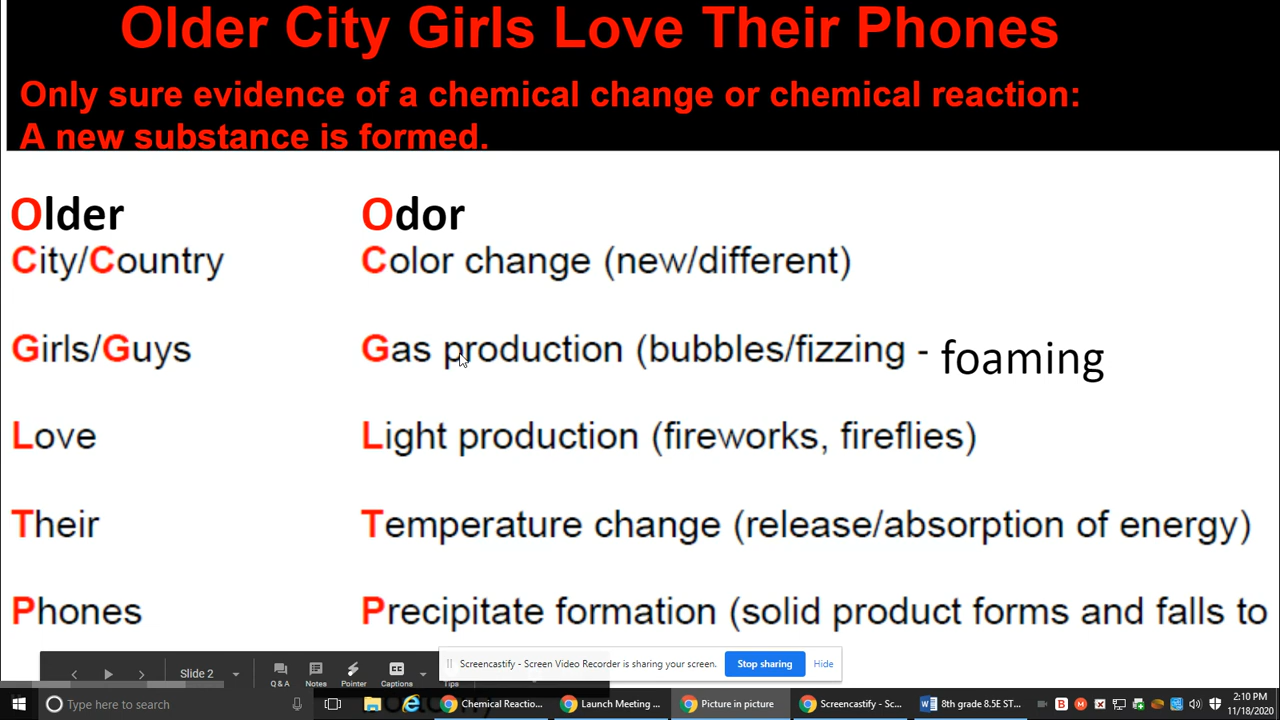 Older City Girls Love Their Phones
Only sure evidence of a chemical change or chemical reaction:
A new substance is formed.
Older Odor
City/Country Color change (new/different)
Girls/Guys Gas production (bubbles/fizzing - foaming
Love Light production (fireworks, fireflies)
Their Temperature change (release/absorption of energy)
Phones Precipitate formation (solid product forms and falls to
Screencastify - Screen Video Recorder is sharing your screen. Stop sharing Hide
Slide 2 Q&A Notes Pointer Captions Tips
Type here to search Chemical Reactio... Launch Meeting ... Picture in picture Screencastify - Sc... 8th grade 8.5E ST... 2:10 PM
11/18/2020